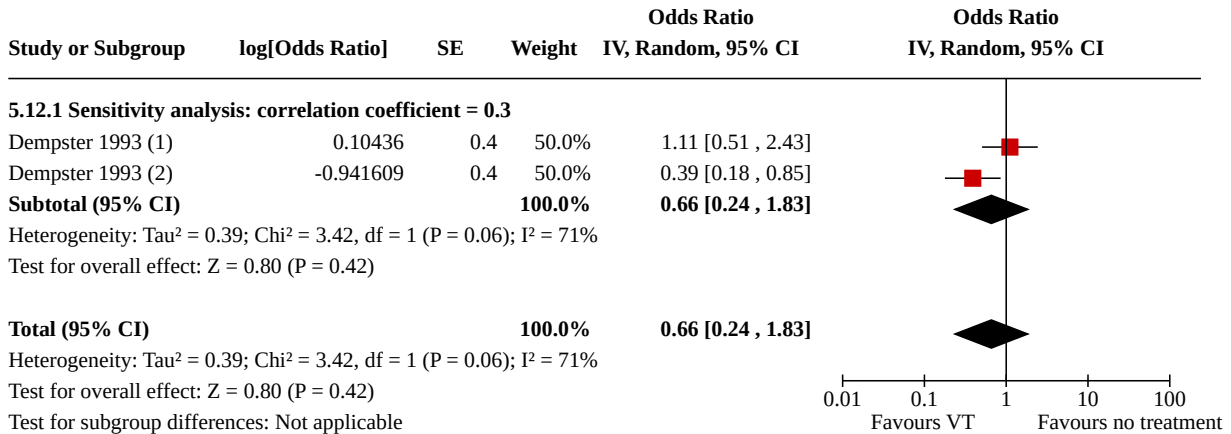 Odds Ratio Odds Ratio
Study or Subgroup log[Odds Ratio] SE Weight IV, Random, 95% CI IV, Random, 95% CI
5.12.1 Sensitivity analysis: correlation coefficient = 0.3
Dempster 1993 (1) 0.10436 0.4 50.0% 1.11 [0.51 , 2.43]
Dempster 1993 (2) -0.941609 0.4 50.0% 0.39 [0.18 , 0.85]
Subtotal (95% CI) 100.0% 0.66 [0.24 , 1.83]
Heterogeneity: Tau² = 0.39; Chi² = 3.42, df = 1 (P = 0.06); I² = 71%
Test for overall effect: Z = 0.80 (P = 0.42)
Total (95% CI) 100.0% 0.66 [0.24 , 1.83]
Heterogeneity: Tau² = 0.39; Chi² = 3.42, df = 1 (P = 0.06); I² = 71%
Test for overall effect: Z = 0.80 (P = 0.42)
0.01 0.1 1 10 100
Test for subgroup differences: Not applicable Favours VT Favours no treatment